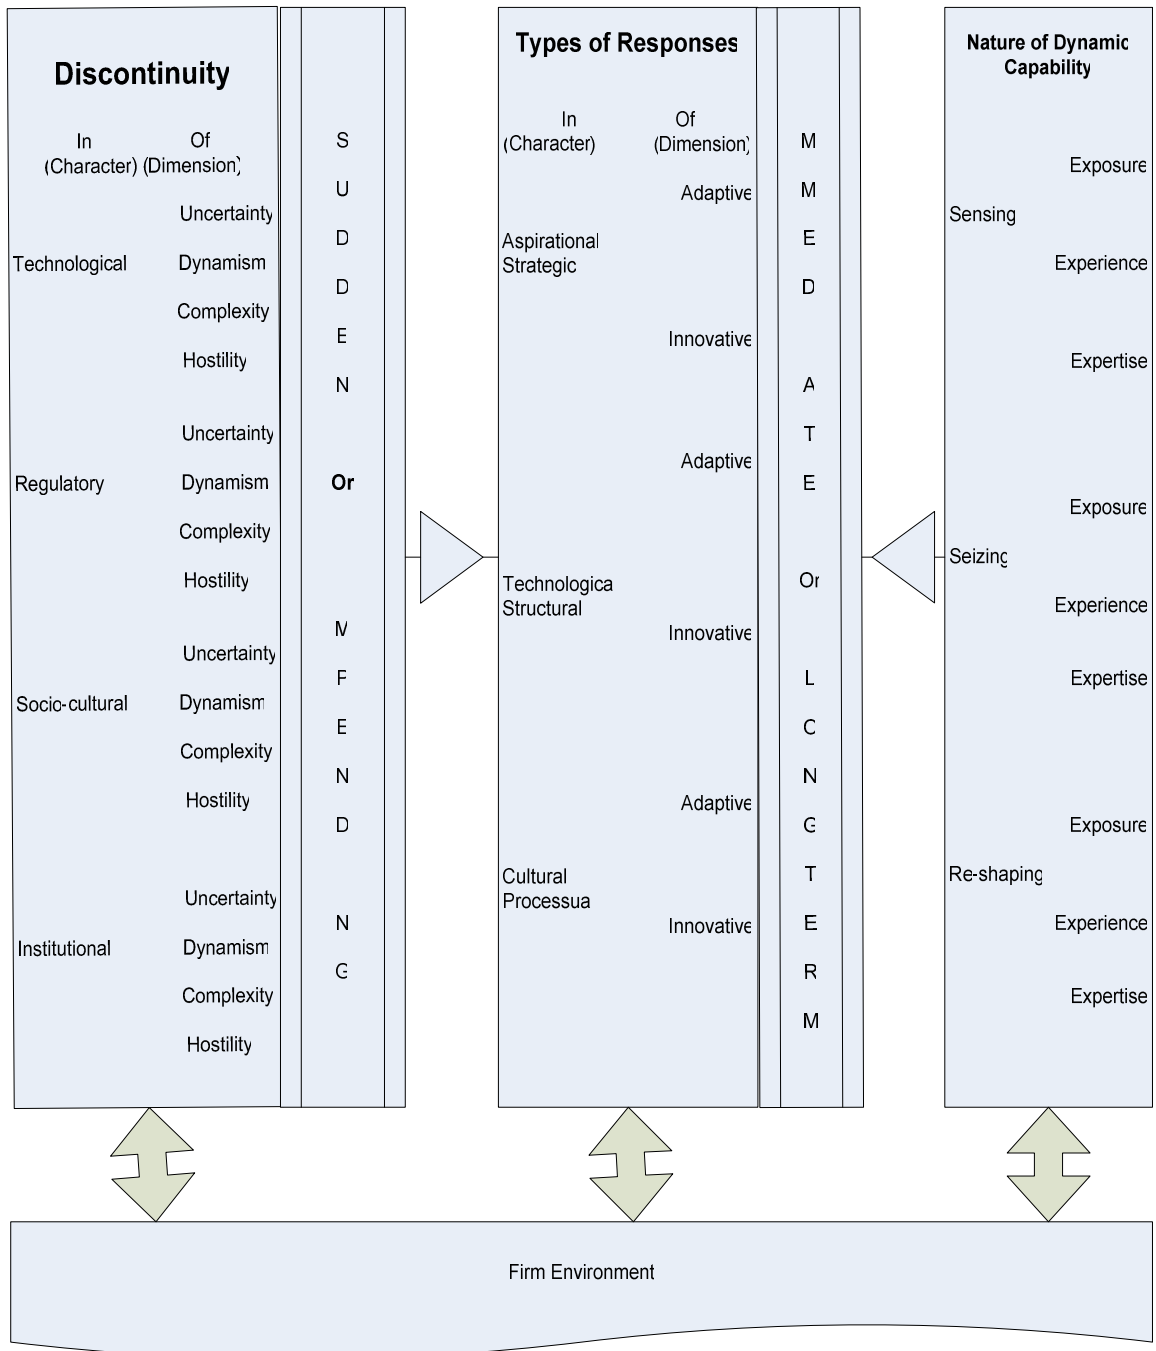 Discontinuity
In
(Character)
Of
(Dimension)
Technological
Uncertainty
Dynamism
Complexity
Hostility
Regulatory
Uncertainty
Dynamism
Complexity
Hostility
Socio-cultural
Uncertainty
Dynamism
Complexity
Hostility
Institutional
Uncertainty
Dynamism
Complexity
Hostility
S
U
D
D
E
N
Or
M
P
E
N
D
N
G
Types of Responses
In
(Character)
Of
(Dimension)
Adaptive
Aspirational
Strategic
Innovative
Adaptive
Technologica
Structural
Innovative
Adaptive
Cultural
Processua
Innovative
M
M
E
D
A
T
E
Or
L
O
N
G
T
E
R
M
Nature of Dynamic
Capability
Exposure
Sensing
Experience
Expertise
Exposure
Seizing
Experience
Expertise
Exposure
Re-shaping
Experience
Expertise
Firm Environment